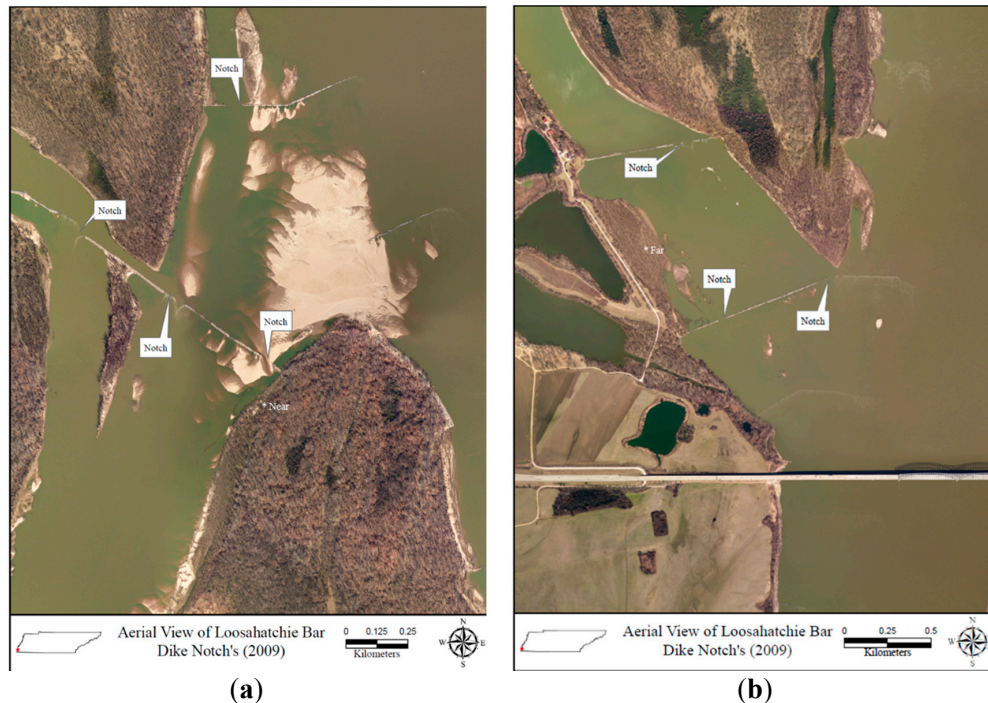 Notch
Notch
Notch
Notch
Near
Aerial View of Loosahatchie Bar
Dike Notch's (2009)
0 0.125 0.25
Kilometers
N
W E
S
(a)
Notch
Far
Notch
Notch
Aerial View of Loosahatchie Bar
Dike Notch's (2009)
0 0.25 0.5
Kilometers
N
W E
S
(b)